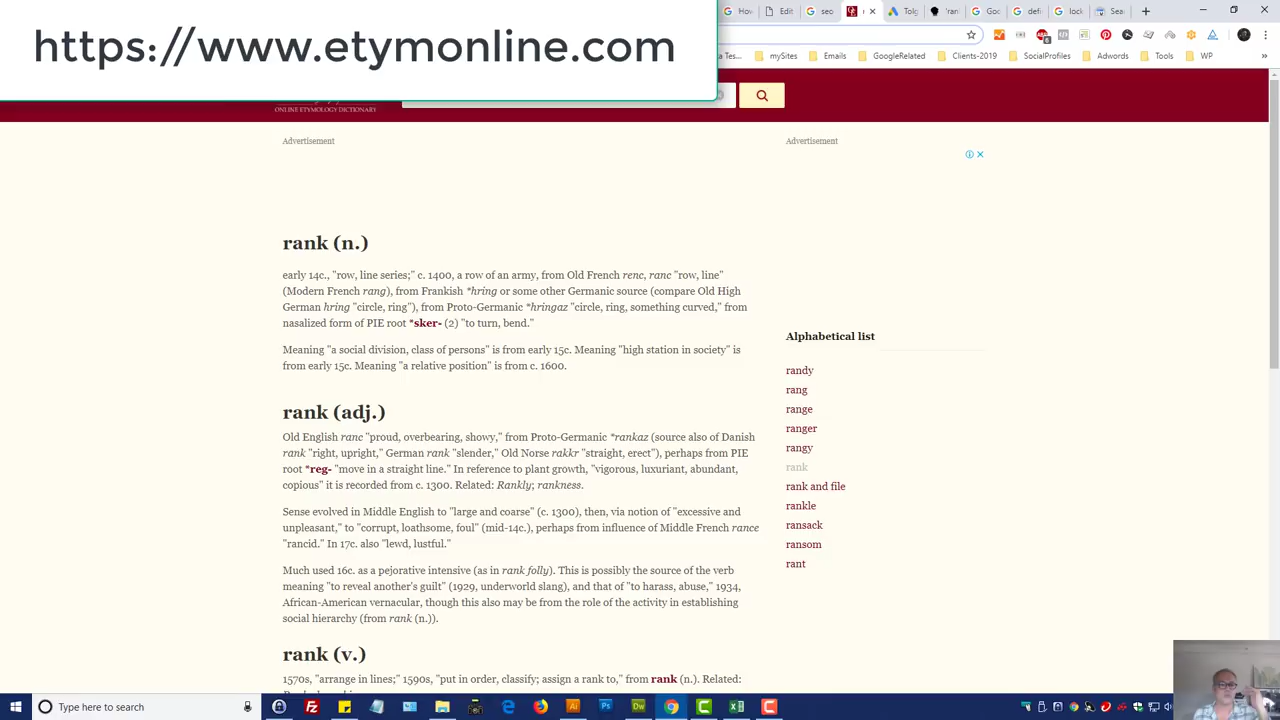 https://www.etymonline.com
Tes...
mySites
Emails
GoogleRelated
Clients-2019
SocialProfiles
Adwords
Tools
WP
ONLINE ETYMOLOGY DICTIONARY
Advertisement
Advertisement
rank (n.)
early 14c., "row, line series;" c. 1400, a row of an army, from Old French renc, ranc "row, line"
(Modern French rang), from Frankish *hring or some other Germanic source (compare Old High
German hring "circle, ring"), from Proto-Germanic *hringaz "circle, ring, something curved," from
nasalized form of PIE root *sker- (2) "to turn, bend."
Meaning "a social division, class of persons" is from early 15c. Meaning "high station in society" is
from early 15c. Meaning "a relative position" is from c. 1600.
rank (adj.)
Old English ranc "proud, overbearing, showy," from Proto-Germanic *rankaz (source also of Danish
rank "right, upright," German rank "slender," Old Norse rakkr "straight, erect"), perhaps from PIE
root *reg- "move in a straight line." In reference to plant growth, "vigorous, luxuriant, abundant,
copious" it is recorded from c. 1300. Related: Rankly; rankness.
Sense evolved in Middle English to "large and coarse" (c. 1300), then, via notion of "excessive and
unpleasant," to "corrupt, loathsome, foul" (mid-14c.), perhaps from influence of Middle French rance
"rancid." In 17c. also "lewd, lustful."
Much used 16c. as a pejorative intensive (as in rank folly). This is possibly the source of the verb
meaning "to reveal another's guilt" (1929, underworld slang), and that of "to harass, abuse," 1934,
African-American vernacular, though this also may be from the role of the activity in establishing
social hierarchy (from rank (n.)).
rank (v.)
1570s, "arrange in lines;" 1590s, "put in order, classify; assign a rank to," from rank (n.). Related:
Alphabetical list
randy
rang
range
ranger
rangy
rank
rank and file
rankle
ransack
ransom
rant
Type here to search